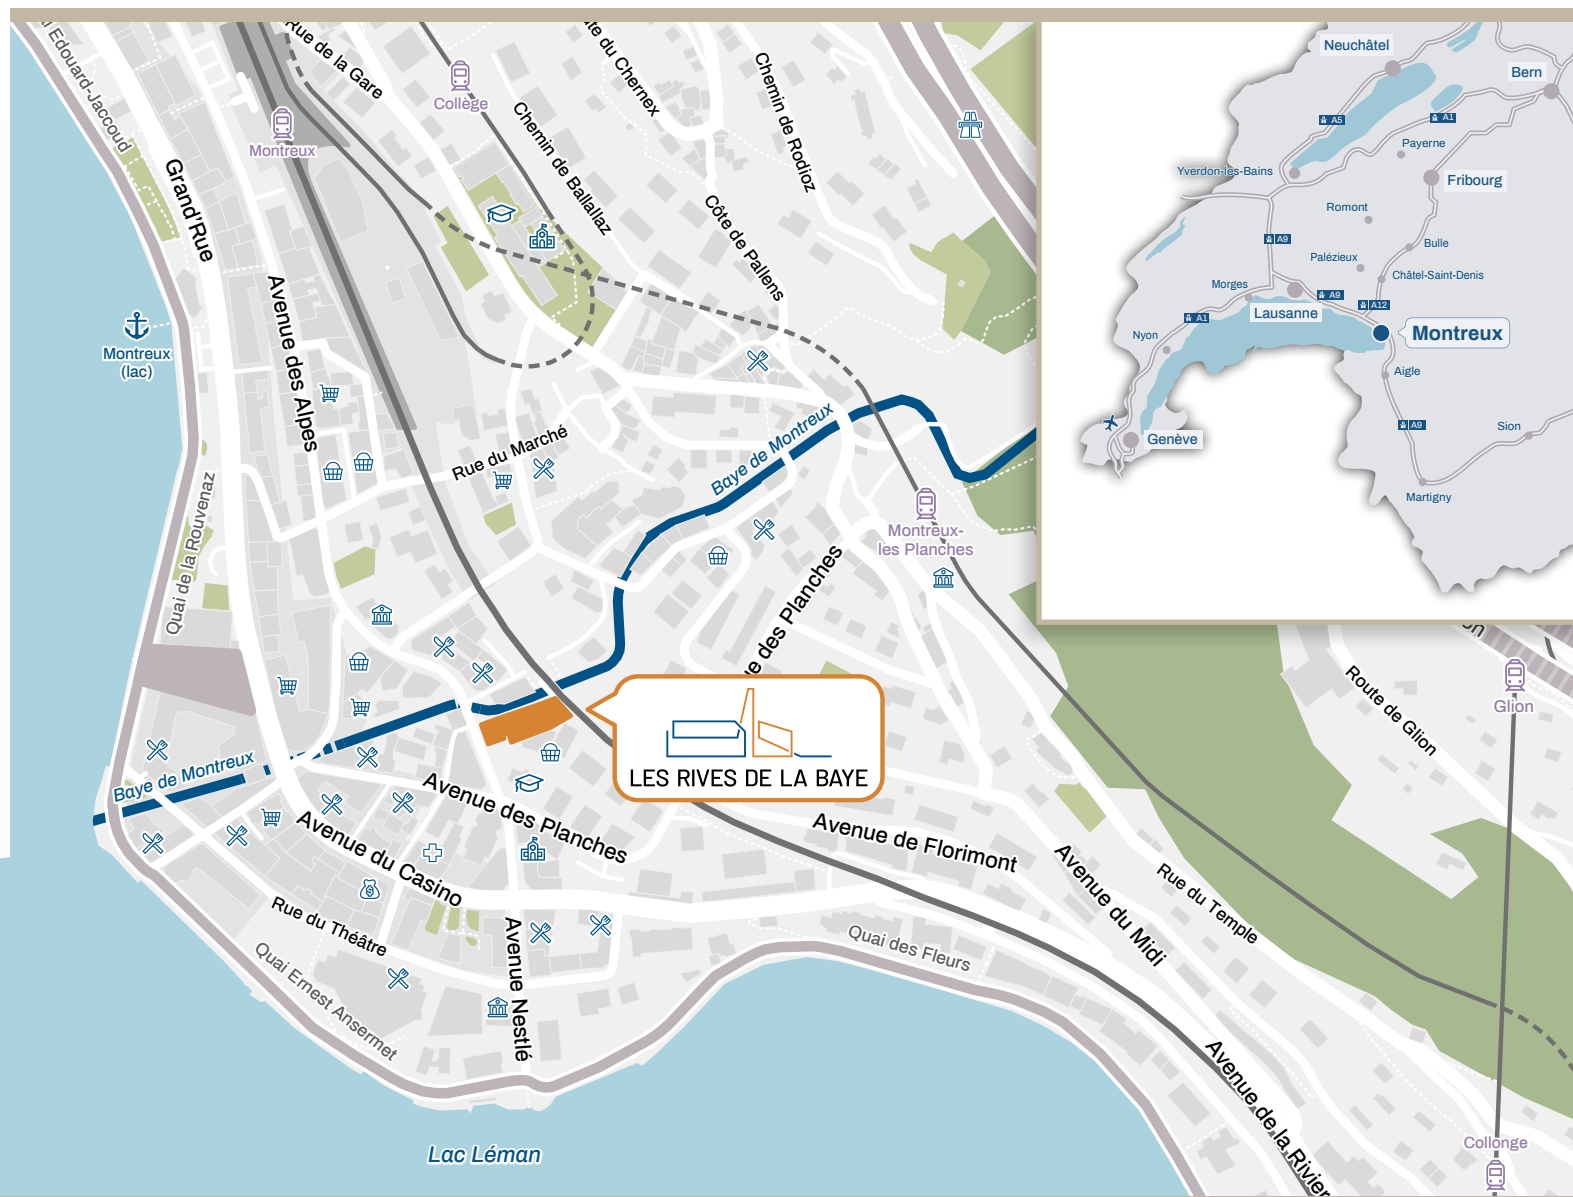 Edouard-Jaccoud
Rue de la Gare
Collège
Montreux
Chemin de Ballallaz
du Chernex
Chemin de Rodioz
Côte de Pallens
Grand'Rue
Avenue des Alpes
Montreux
(lac)
Rue du Marché
Baye de Montreux
Quai de la Rouvenaz
Montreux-
les Planches
des Planches
Baye de Montreux
LES RIVES DE LA BAYE
Avenue des Planches
Avenue du Casino
Rue du Théâtre
Quai Ernest Ansermet
Avenue Nestlé
Avenue de Florimont
Quai des Fleurs
Avenue du Midi
Rue du Temple
Route de Glion
Glion
Avenue de la Rivier
Collonge
Lac Léman
Neuchâtel
Bern
A5
A1
Payerne
Yverdon-les-Bains
Fribourg
Romont
A9
Bulle
Palézieux
Châtel-Saint-Denis
Morges
A9
A12
Lausanne
A1
Montreux
Nyon
Aigle
A9
Sion
Genève
Martigny